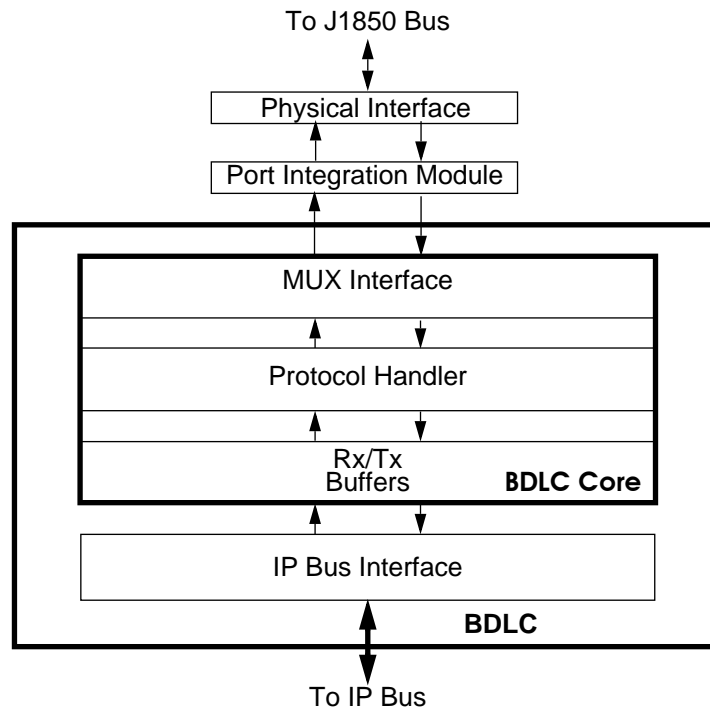 To J1850 Bus
Physical Interface
Port Integration Module
MUX Interface
Protocol Handler
Rx/Tx
Buffers
BDLC Core
IP Bus Interface
BDLC
To IP Bus